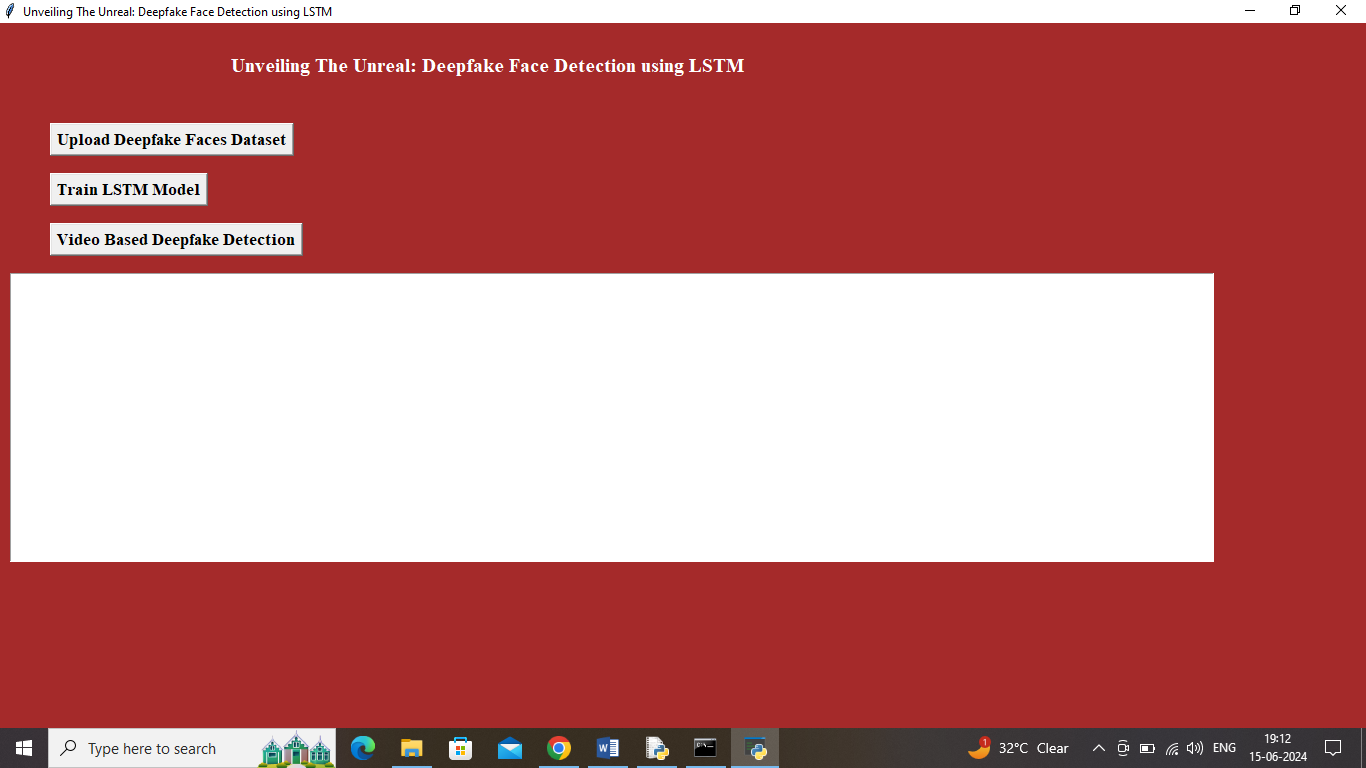 Unveiling The Unreal: Deepfake Face Detection using LSTM
Unveiling The Unreal: Deepfake Face Detection using LSTM
Upload Deepfake Faces Dataset
Train LSTM Model
Video Based Deepfake Detection
Type here to search
1
32°C Clear
ENG
19:12
15-06-2024